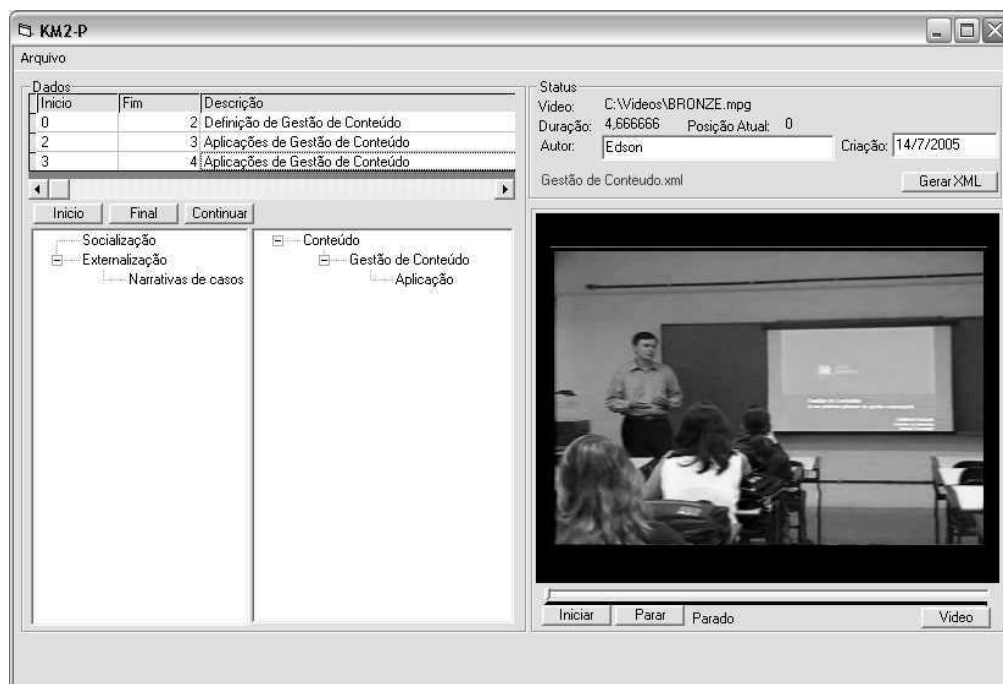 KM2-P
Arquivo
Dados
Inicio Fim Descrição
0 2 Definição de Gestão de Conteúdo
2 3 Aplicações de Gestão de Conteúdo
3 4 Aplicações de Gestão de Conteúdo
Inicio Final Continuar
Socialização
Externalização
Narrativas de casos
Conteúdo
Gestão de Conteúdo
Aplicação
Status
Video: C:\Videos\BRONZE.mpg
Duração: 4,666666 Posição Atual: 0
Autor: Edson Criação: 14/7/2005
Gestão de Conteudo.xml Gerar XML
Gestão de Conteúdo
Iniciar Parar Parado Video